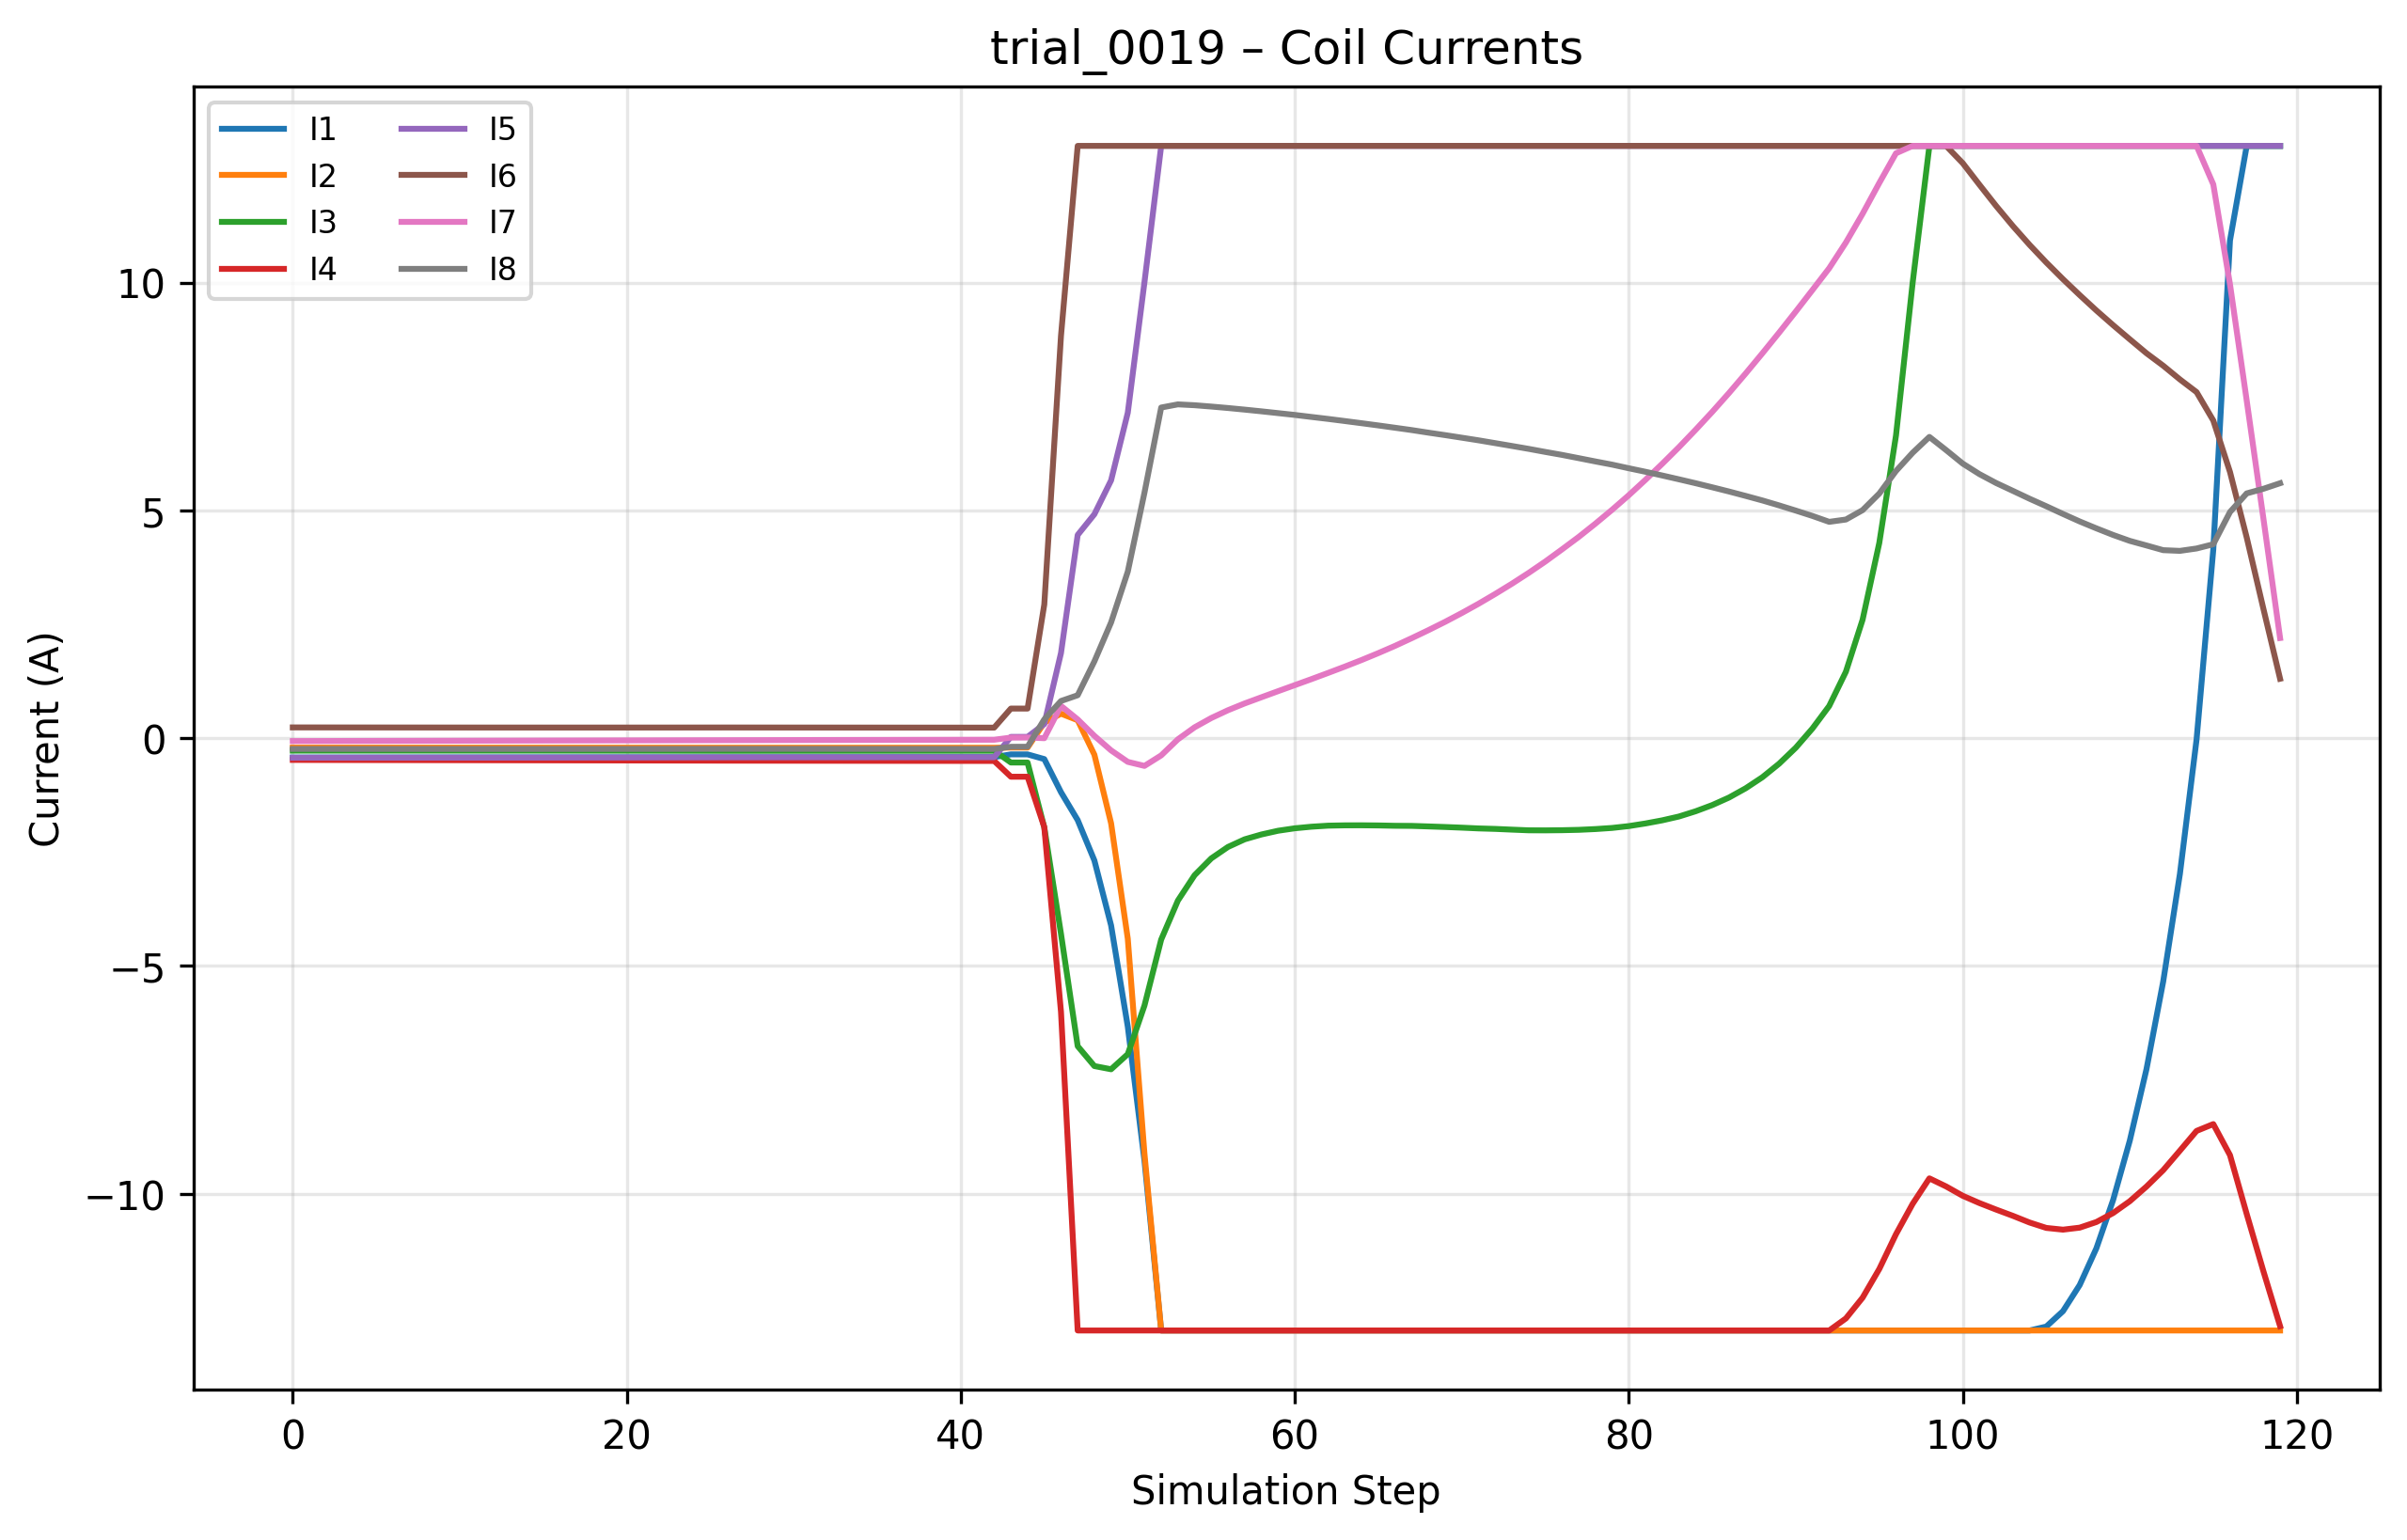 trial_0019 – Coil Currents
I1
I2
I3
I4
I5
I6
I7
I8
10
5
0
−5
−10
Current (A)
0
20
40
60
80
100
120
Simulation Step